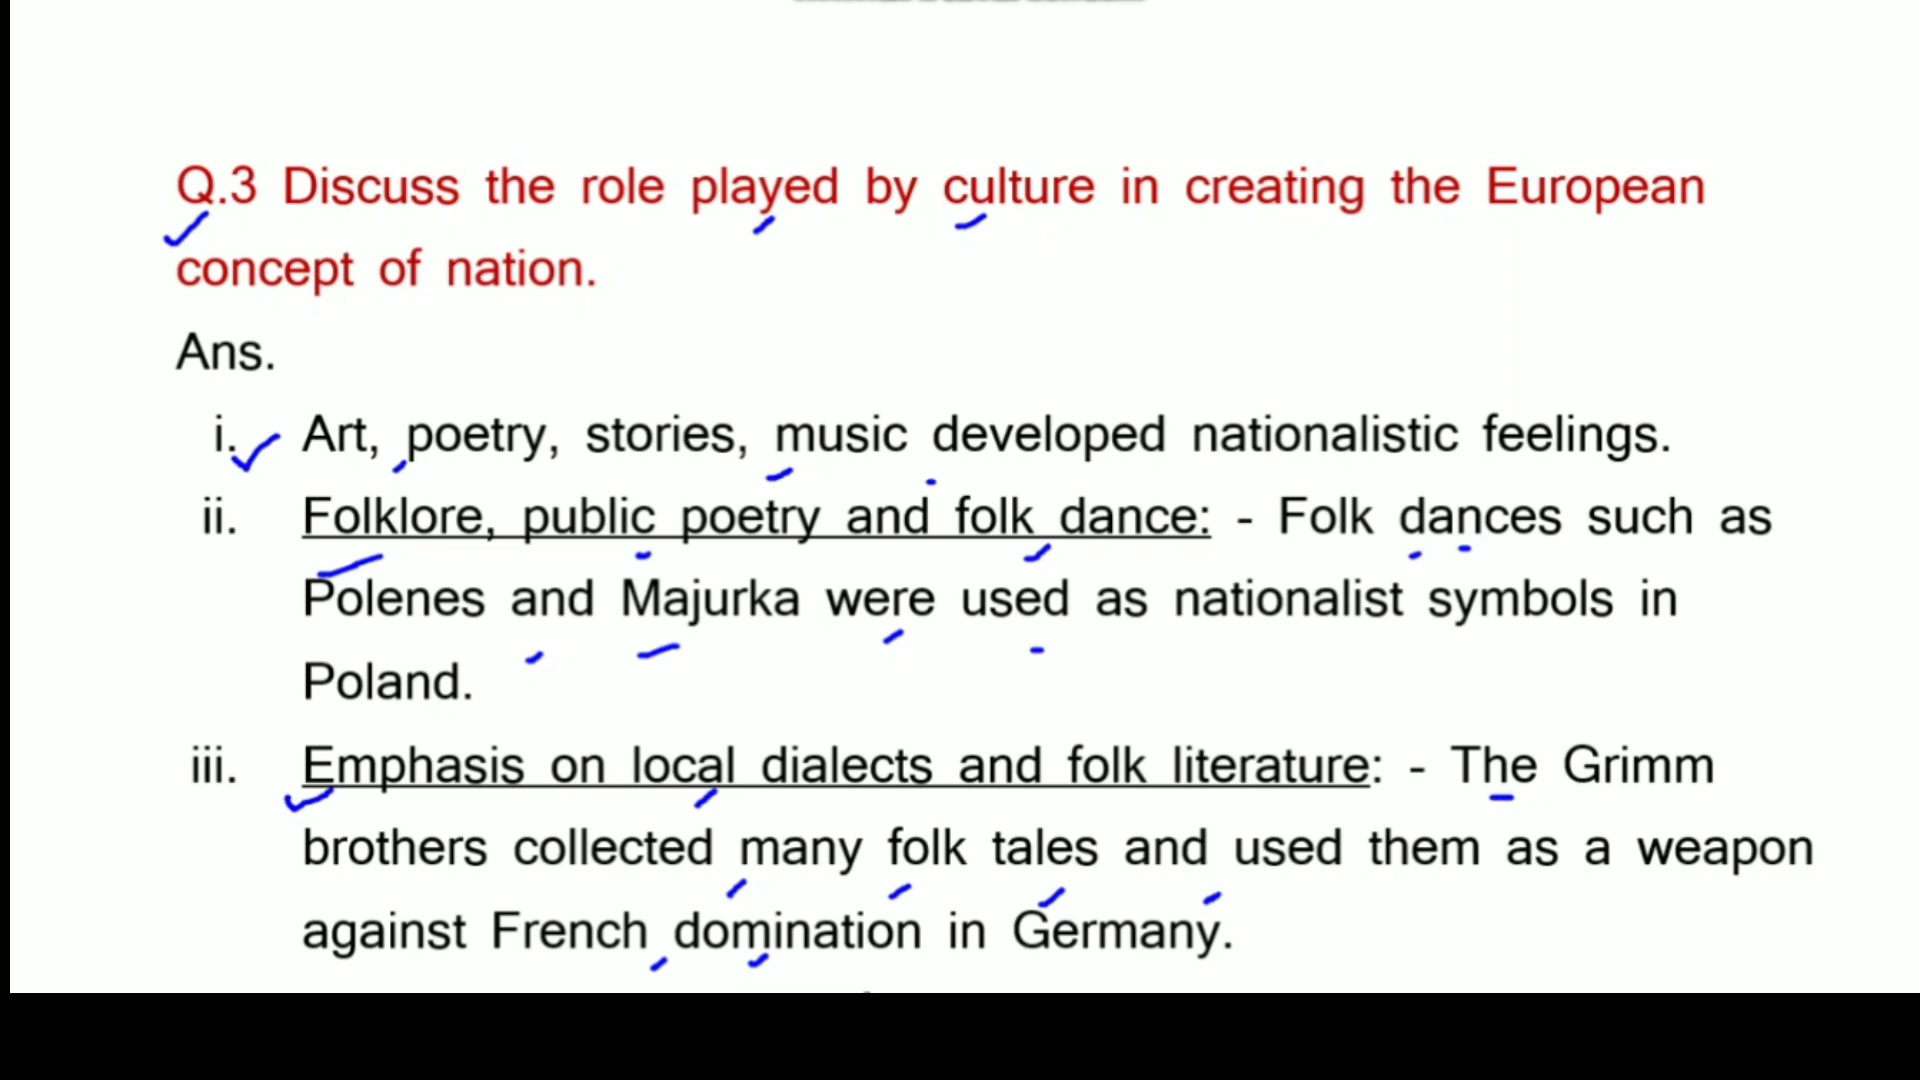 Q.3 Discuss the role played by culture in creating the European
concept of nation.
Ans.
i. Art, poetry, stories, music developed nationalistic feelings.
ii. Folklore, public poetry and folk dance: - Folk dances such as
Polenes and Majurka were used as nationalist symbols in
Poland.
iii. Emphasis on local dialects and folk literature: - The Grimm
brothers collected many folk tales and used them as a weapon
against French domination in Germany.